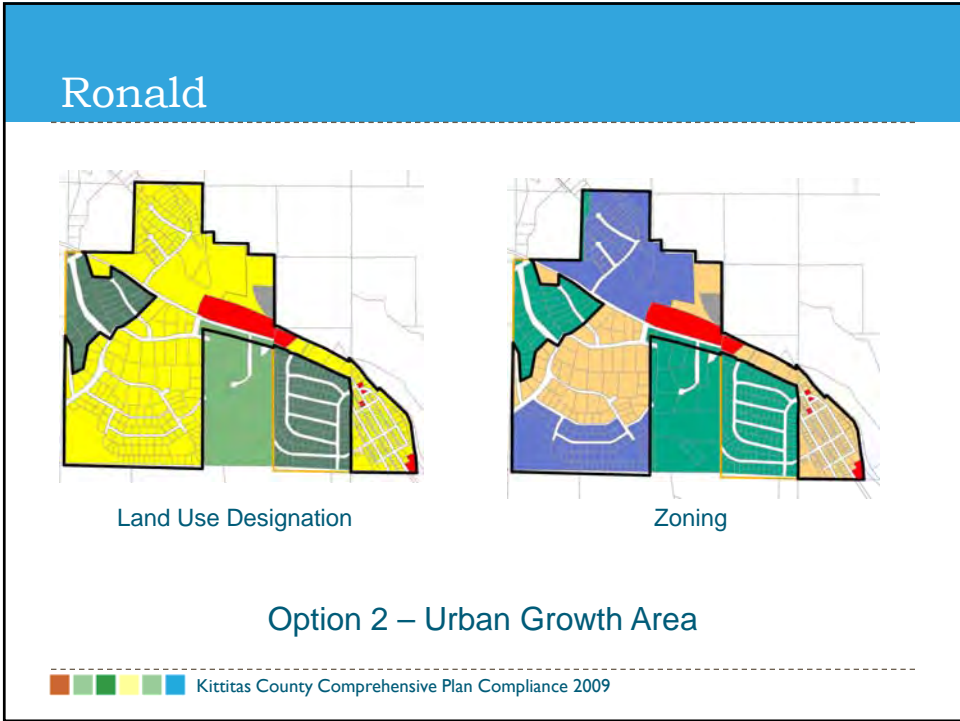 Ronald
Land Use Designation
Zoning
Option 2 – Urban Growth Area
Kittitas County Comprehensive Plan Compliance 2009